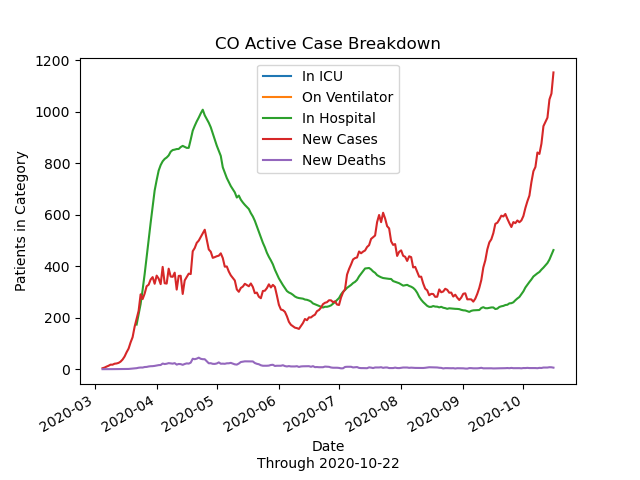 CO Active Case Breakdown
1200
1000
800
600
400
200
0
Patients in Category
In ICU
On Ventilator
In Hospital
New Cases
New Deaths
2020-03
2020-04
2020-05
2020-06
2020-07
2020-08
2020-09
2020-10
Date
Through 2020-10-22